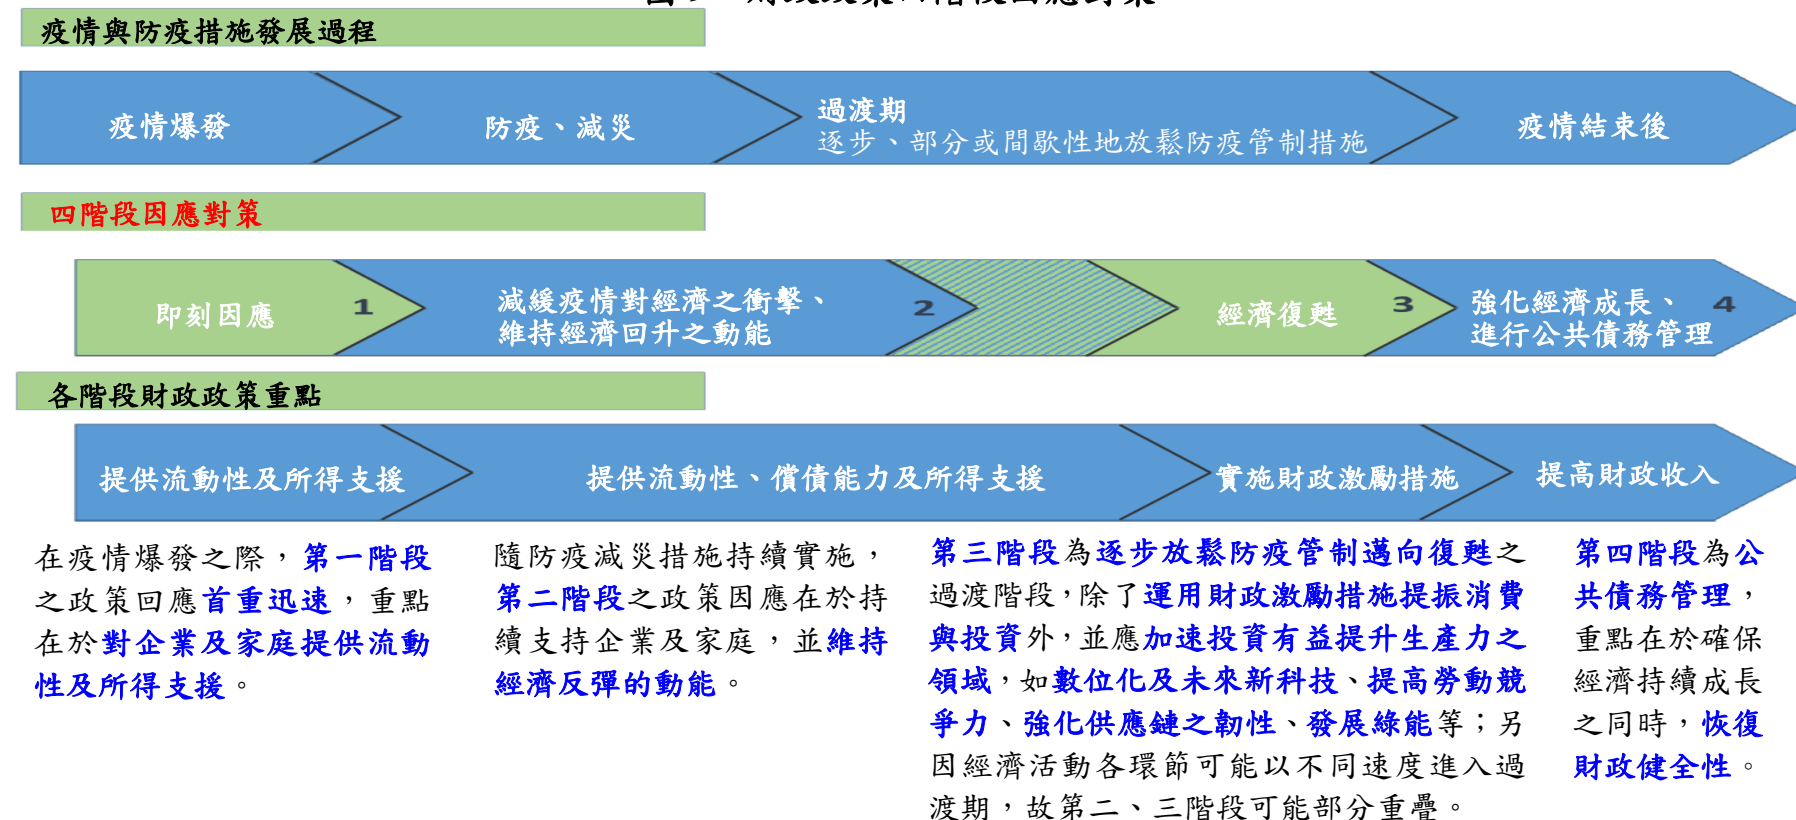 疫情與防疫措施發展過程
疫情爆發
防疫、減災
過渡期
逐步、部分或間歇性地放鬆防疫管制措施
疫情結束後
四階段因應對策
即刻因應
1
減緩疫情對經濟之衝擊、
維持經濟回升之動能
2
經濟復甦
3
強化經濟成長、
進行公共債務管理
4
各階段財政政策重點
提供流動性及所得支援
提供流動性、償債能力及所得支援
實施財政激勵措施
提高財政收入
在疫情爆發之際，第一階段
之政策回應首重迅速，重點
在於對企業及家庭提供流動
性及所得支援。
隨防疫減災措施持續實施，
第二階段之政策因應在於持
續支持企業及家庭，並維持
經濟反彈的動能。
第三階段為逐步放鬆防疫管制邁向復甦之
過渡階段，除了運用財政激勵措施提振消費
與投資外，並應加速投資有益提升生產力之
領域，如數位化及未來新科技、提高勞動競
爭力、強化供應鏈之韌性、發展綠能等；另
因經濟活動各環節可能以不同速度進入過
渡期，故第二、三階段可能部分重疊。
第四階段為公
共債務管理，
重點在於確保
經濟持續成長
之同時，恢復
財政健全性。